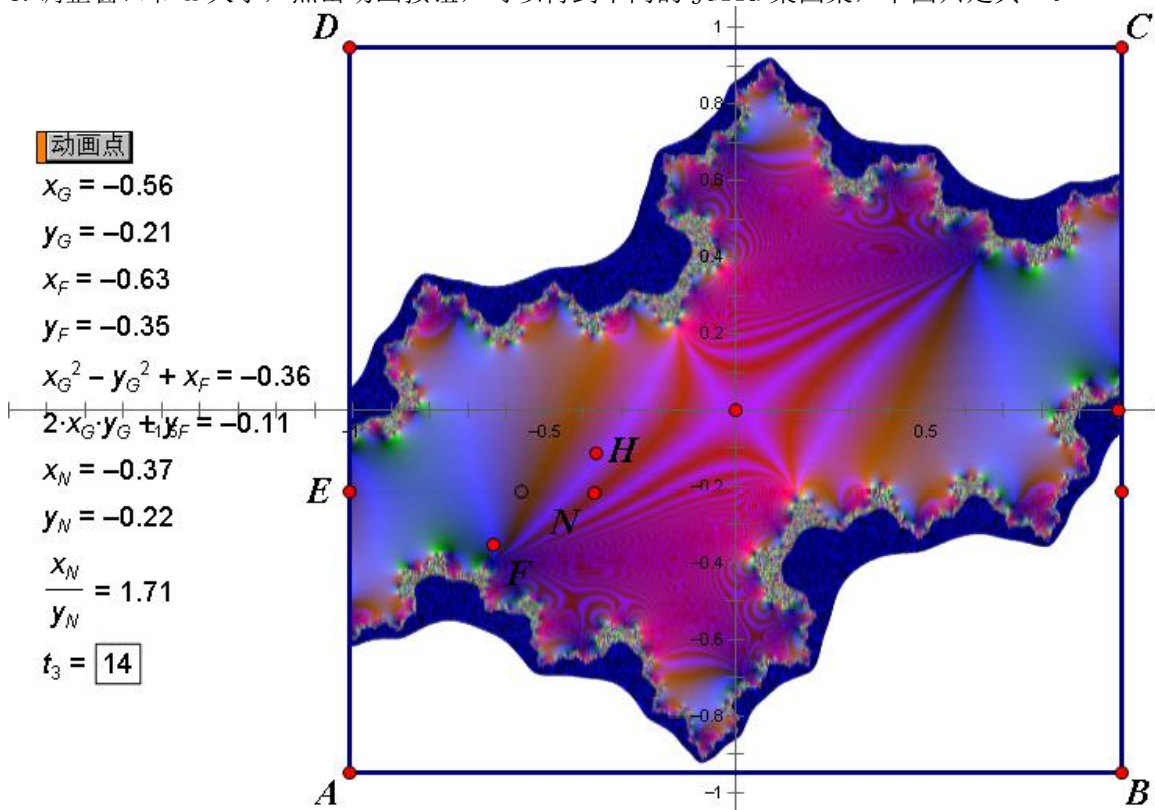 D
C
动画点
x_G = −0.56
y_G = −0.21
x_F = −0.63
y_F = −0.35
x_G² − y_G² + x_F = −0.36
2·x_G·y_G + y_F = −0.11
x_N = −0.37
y_N = −0.22
x_N
y_N
= 1.71
t₃ = 14
1
0.8
0.6
0.4
0.2
−0.5
0.5
−0.2
−0.4
−0.6
−0.8
−1
H
E
N
F
A
B